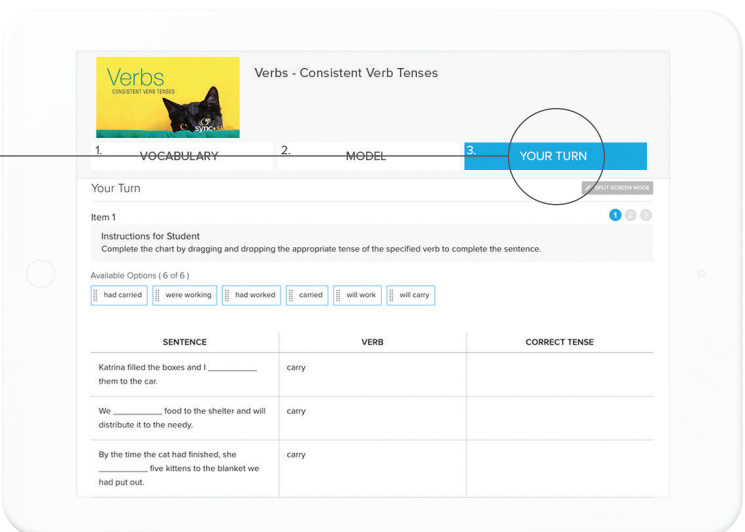 Verbs
CONSISTENT VERB TENSES
sync•skills
Verbs - Consistent Verb Tenses
1. VOCABULARY
2. MODEL
3. YOUR TURN
Your Turn
SPLIT SCREEN MODE
Item 1
1 2 3
Instructions for Student
Complete the chart by dragging and dropping the appropriate tense of the specified verb to complete the sentence.
Available Options ( 6 of 6 )
had carried were working had worked carried will work will carry
SENTENCE VERB CORRECT TENSE
Katrina filled the boxes and I __________ carry
them to the car.
We __________ food to the shelter and will carry
distribute it to the needy.
By the time the cat had finished, she carry
__________ five kittens to the blanket we
had put out.